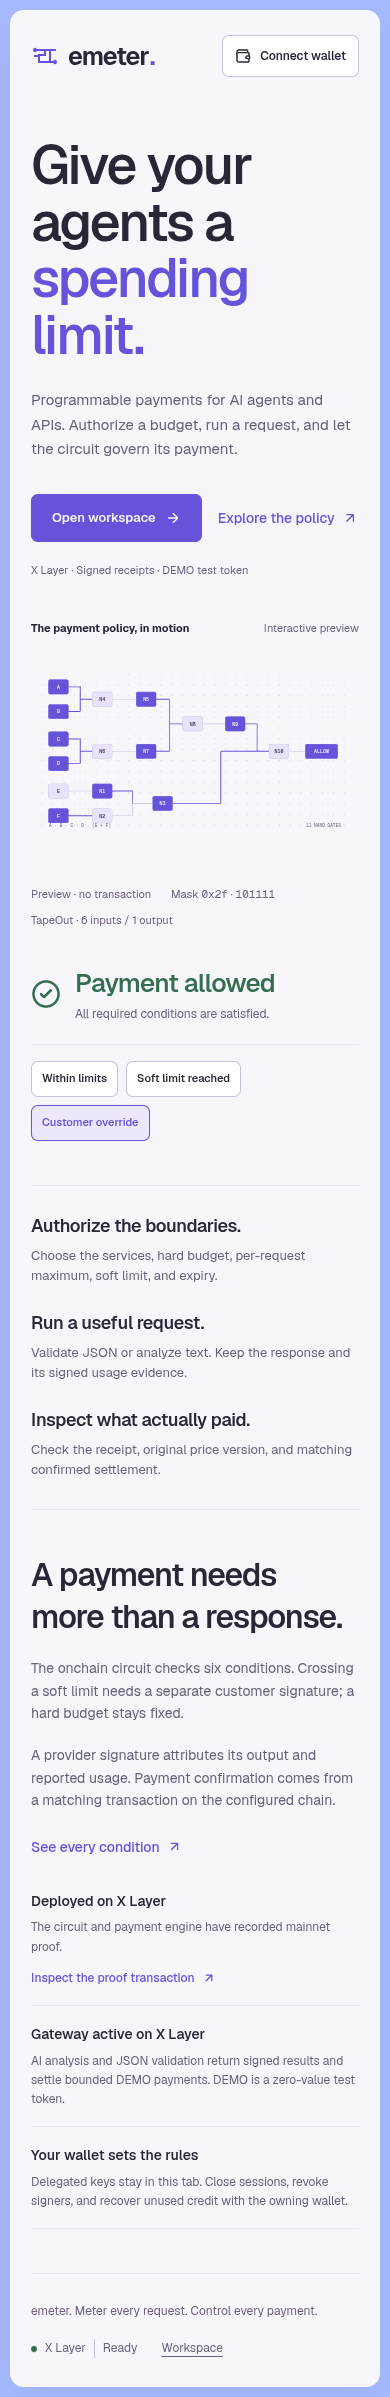 emeter.
Connect wallet
Give your
agents a
spending
limit.
Programmable payments for AI agents and
APIs. Authorize a budget, run a request, and let
the circuit govern its payment.
Open workspace
Explore the policy
X Layer · Signed receipts · DEMO test token
The payment policy, in motion
Interactive preview
A
N4
N5
B
N8
N9
C
N6
N7
N10
ALLOW
D
E
N1
N3
F
N2
11 NAND GATES
Preview · no transaction
Mask 0x2f · 101111
TapeOut · 6 inputs / 1 output
Payment allowed
All required conditions are satisfied.
Within limits
Soft limit reached
Customer override
Authorize the boundaries.
Choose the services, hard budget, per-request
maximum, soft limit, and expiry.
Run a useful request.
Validate JSON or analyze text. Keep the response and
its signed usage evidence.
Inspect what actually paid.
Check the receipt, original price version, and matching
confirmed settlement.
A payment needs
more than a response.
The onchain circuit checks six conditions. Crossing
a soft limit needs a separate customer signature; a
hard budget stays fixed.
A provider signature attributes its output and
reported usage. Payment confirmation comes from
a matching transaction on the configured chain.
See every condition
Deployed on X Layer
The circuit and payment engine have recorded mainnet
proof.
Inspect the proof transaction
Gateway active on X Layer
AI analysis and JSON validation return signed results and
settle bounded DEMO payments. DEMO is a zero-value test
token.
Your wallet sets the rules
Delegated keys stay in this tab. Close sessions, revoke
signers, and recover unused credit with the owning wallet.
emeter. Meter every request. Control every payment.
X Layer
Ready
Workspace